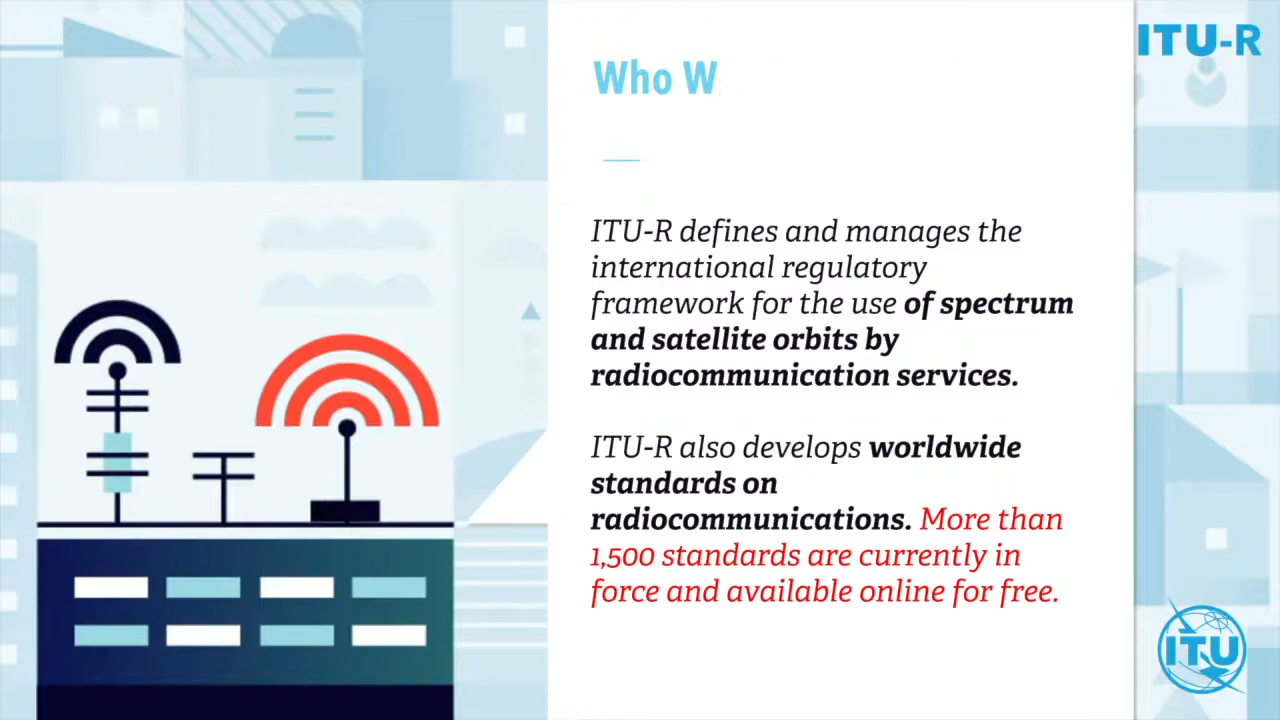 ITU-R
Who W
ITU-R defines and manages the
international regulatory
framework for the use of spectrum
and satellite orbits by
radiocommunication services.
ITU-R also develops worldwide
standards on
radiocommunications. More than
1,500 standards are currently in
force and available online for free.
ITU